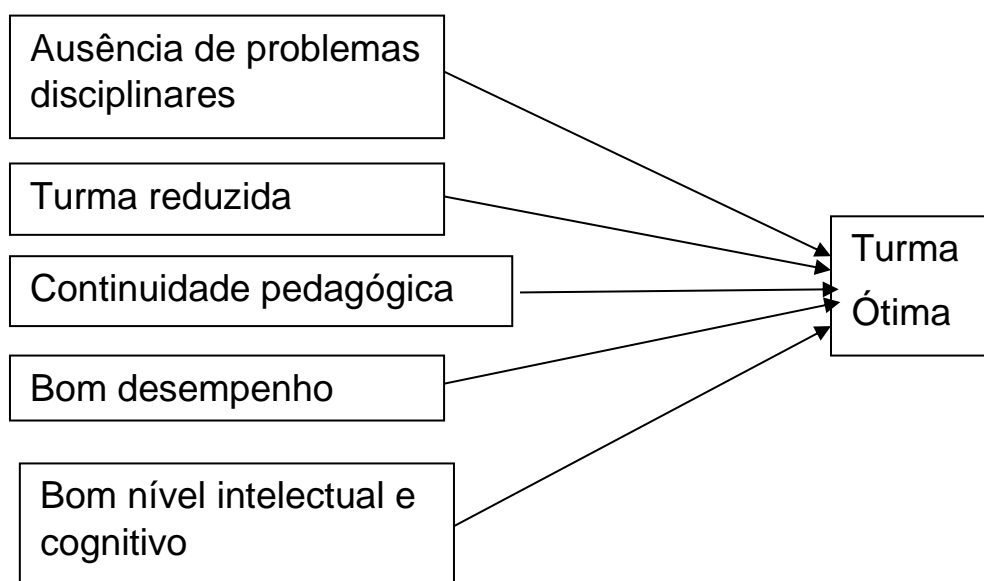 Ausência de problemas
disciplinares
Turma reduzida
Continuidade pedagógica
Bom desempenho
Bom nível intelectual e
cognitivo
Turma
Ótima